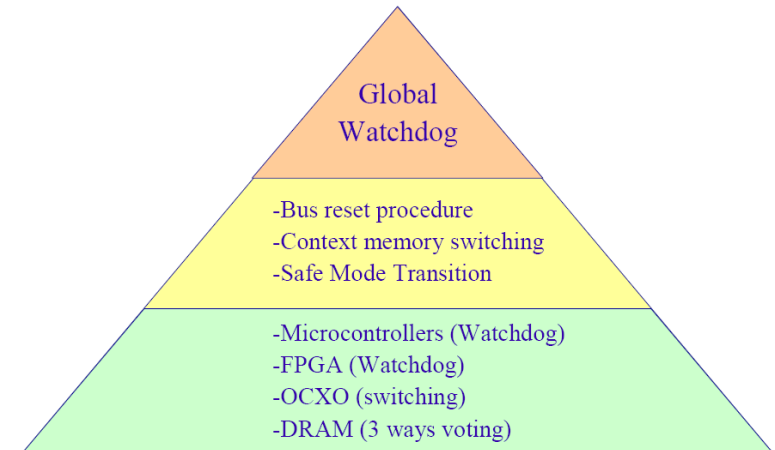 Global
Watchdog
-Bus reset procedure
-Context memory switching
-Safe Mode Transition
-Microcontrollers (Watchdog)
-FPGA (Watchdog)
-OCXO (switching)
-DRAM (3 ways voting)